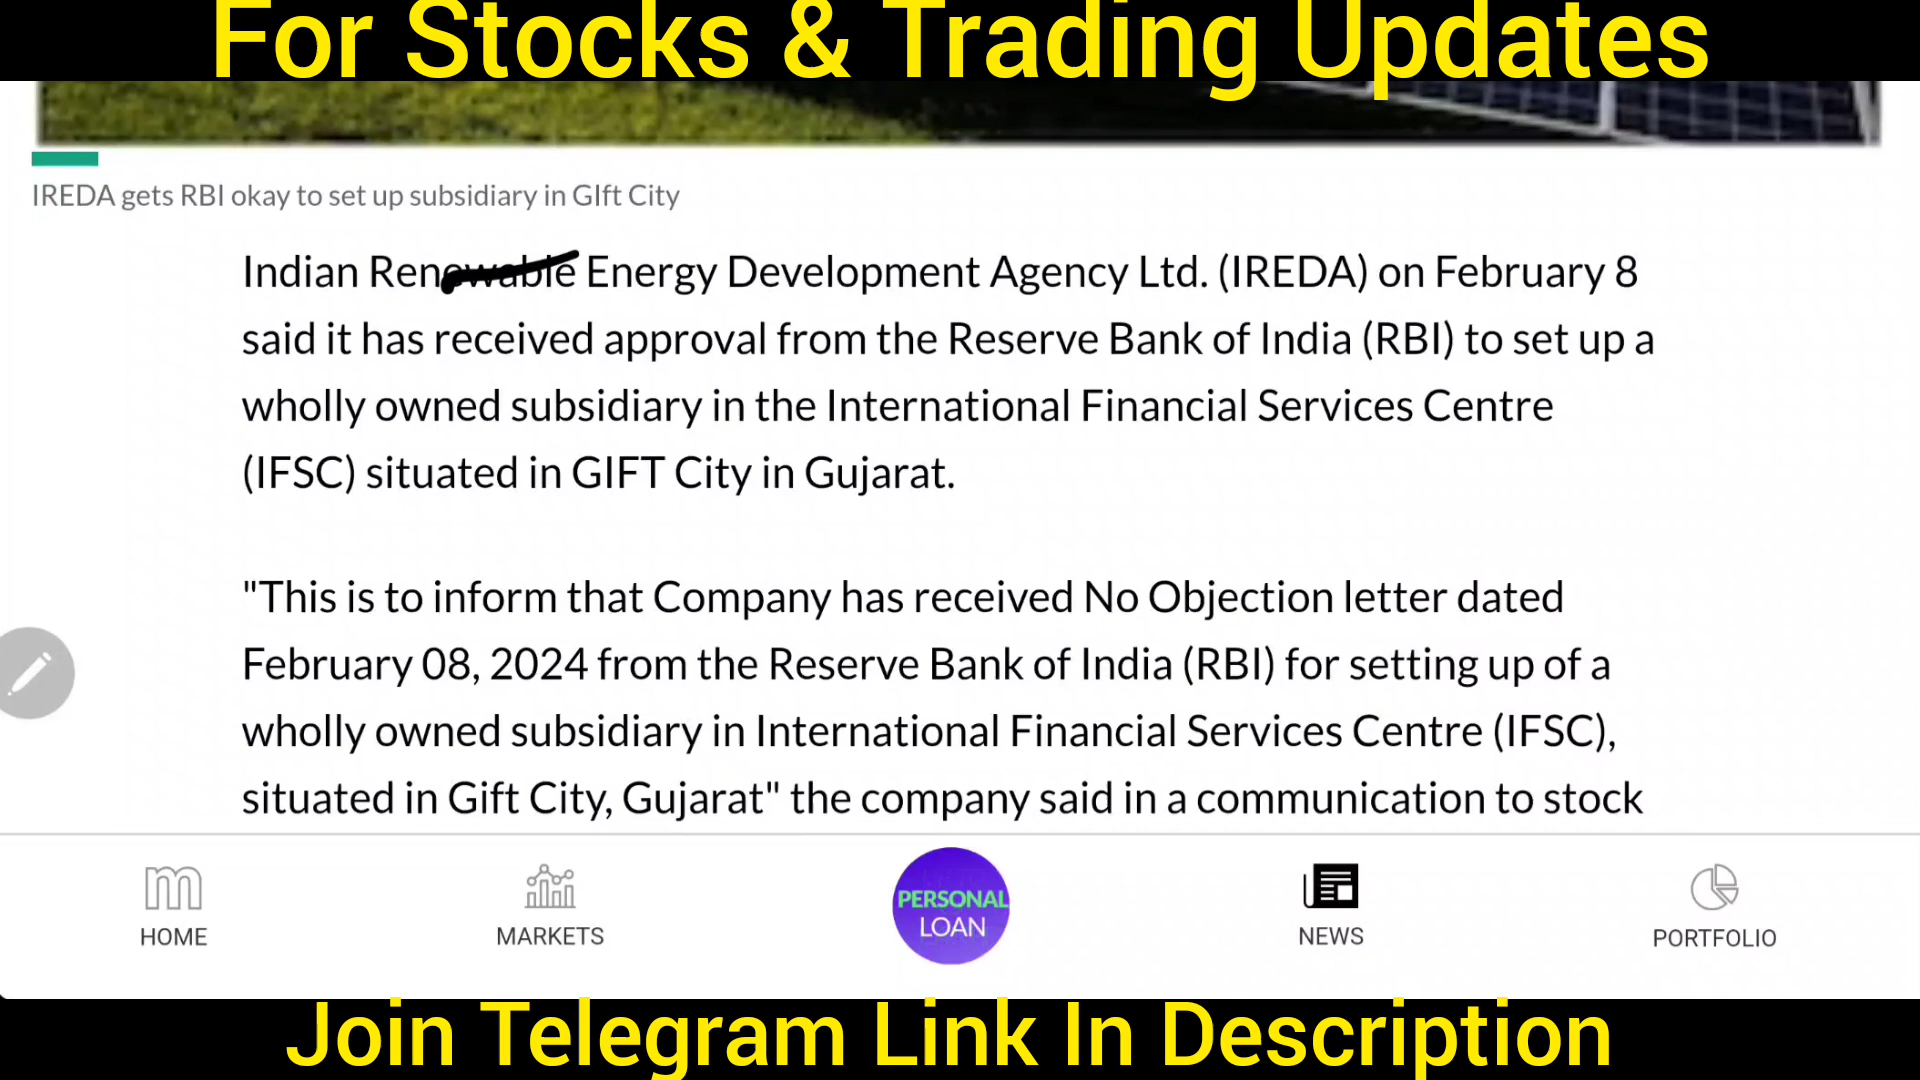 For Stocks & Trading Updates
IREDA gets RBI okay to set up subsidiary in GIft City
Indian Renewable Energy Development Agency Ltd. (IREDA) on February 8
said it has received approval from the Reserve Bank of India (RBI) to set up a
wholly owned subsidiary in the International Financial Services Centre
(IFSC) situated in GIFT City in Gujarat.
"This is to inform that Company has received No Objection letter dated
February 08, 2024 from the Reserve Bank of India (RBI) for setting up of a
wholly owned subsidiary in International Financial Services Centre (IFSC),
situated in Gift City, Gujarat" the company said in a communication to stock
m
HOME
MARKETS
PERSONAL
LOAN
NEWS
PORTFOLIO
Join Telegram Link In Description